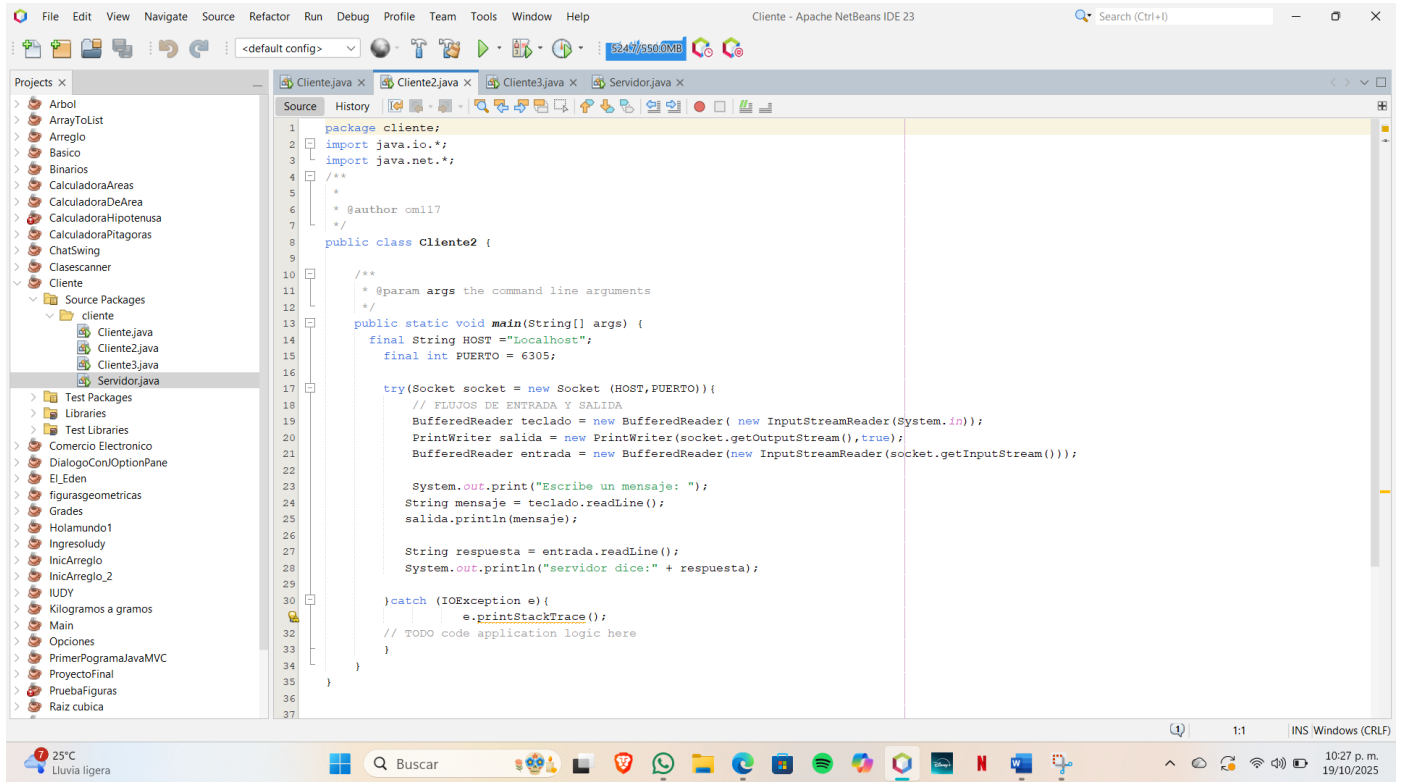 File Edit View Navigate Source Refactor Run Debug Profile Team Tools Window Help
Cliente - Apache NetBeans IDE 23
Search (Ctrl+I)
<default config>
524.7/550.0MB
Projects
Arbol
ArrayToList
Arreglo
Basico
Binarios
CalculadoraAreas
CalculadoraDeArea
CalculadoraHipotenusa
CalculadoraPitagoras
ChatSwing
Clasescanner
Cliente
Source Packages
cliente
Cliente.java
Cliente2.java
Cliente3.java
Servidor.java
Test Packages
Libraries
Test Libraries
Comercio Electronico
DialogoConJOptionPane
El_Eden
figurasgeometricas
Grades
Holamundo1
Ingresoludy
InicArreglo
InicArreglo_2
IUDY
Kilogramos a gramos
Main
Opciones
PrimerPogramaJavaMVC
ProyectoFinal
PruebaFiguras
Raiz cubica
Cliente.java Cliente2.java Cliente3.java Servidor.java
Source History
1 package cliente;
2 import java.io.*;
3 import java.net.*;
4 /**
5 *
6 * @author om117
7 */
8 public class Cliente2 {
9
10 /**
11 * @param args the command line arguments
12 */
13 public static void main(String[] args) {
14 final String HOST ="Localhost";
15 final int PUERTO = 6305;
16
17 try(Socket socket = new Socket (HOST,PUERTO)){
18 // FLUJOS DE ENTRADA Y SALIDA
19 BufferedReader teclado = new BufferedReader( new InputStreamReader(System.in));
20 PrintWriter salida = new PrintWriter(socket.getOutputStream(),true);
21 BufferedReader entrada = new BufferedReader(new InputStreamReader(socket.getInputStream()));
22
23 System.out.print("Escribe un mensaje: ");
24 String mensaje = teclado.readLine();
25 salida.println(mensaje);
26
27 String respuesta = entrada.readLine();
28 System.out.println("servidor dice:" + respuesta);
29
30 }catch (IOException e){
e.printStackTrace();
32 // TODO code application logic here
33 }
34 }
35 }
36
37
1 1:1 INS Windows (CRLF)
7 25°C
Lluvia ligera
Buscar
10:27 p. m.
19/10/2025